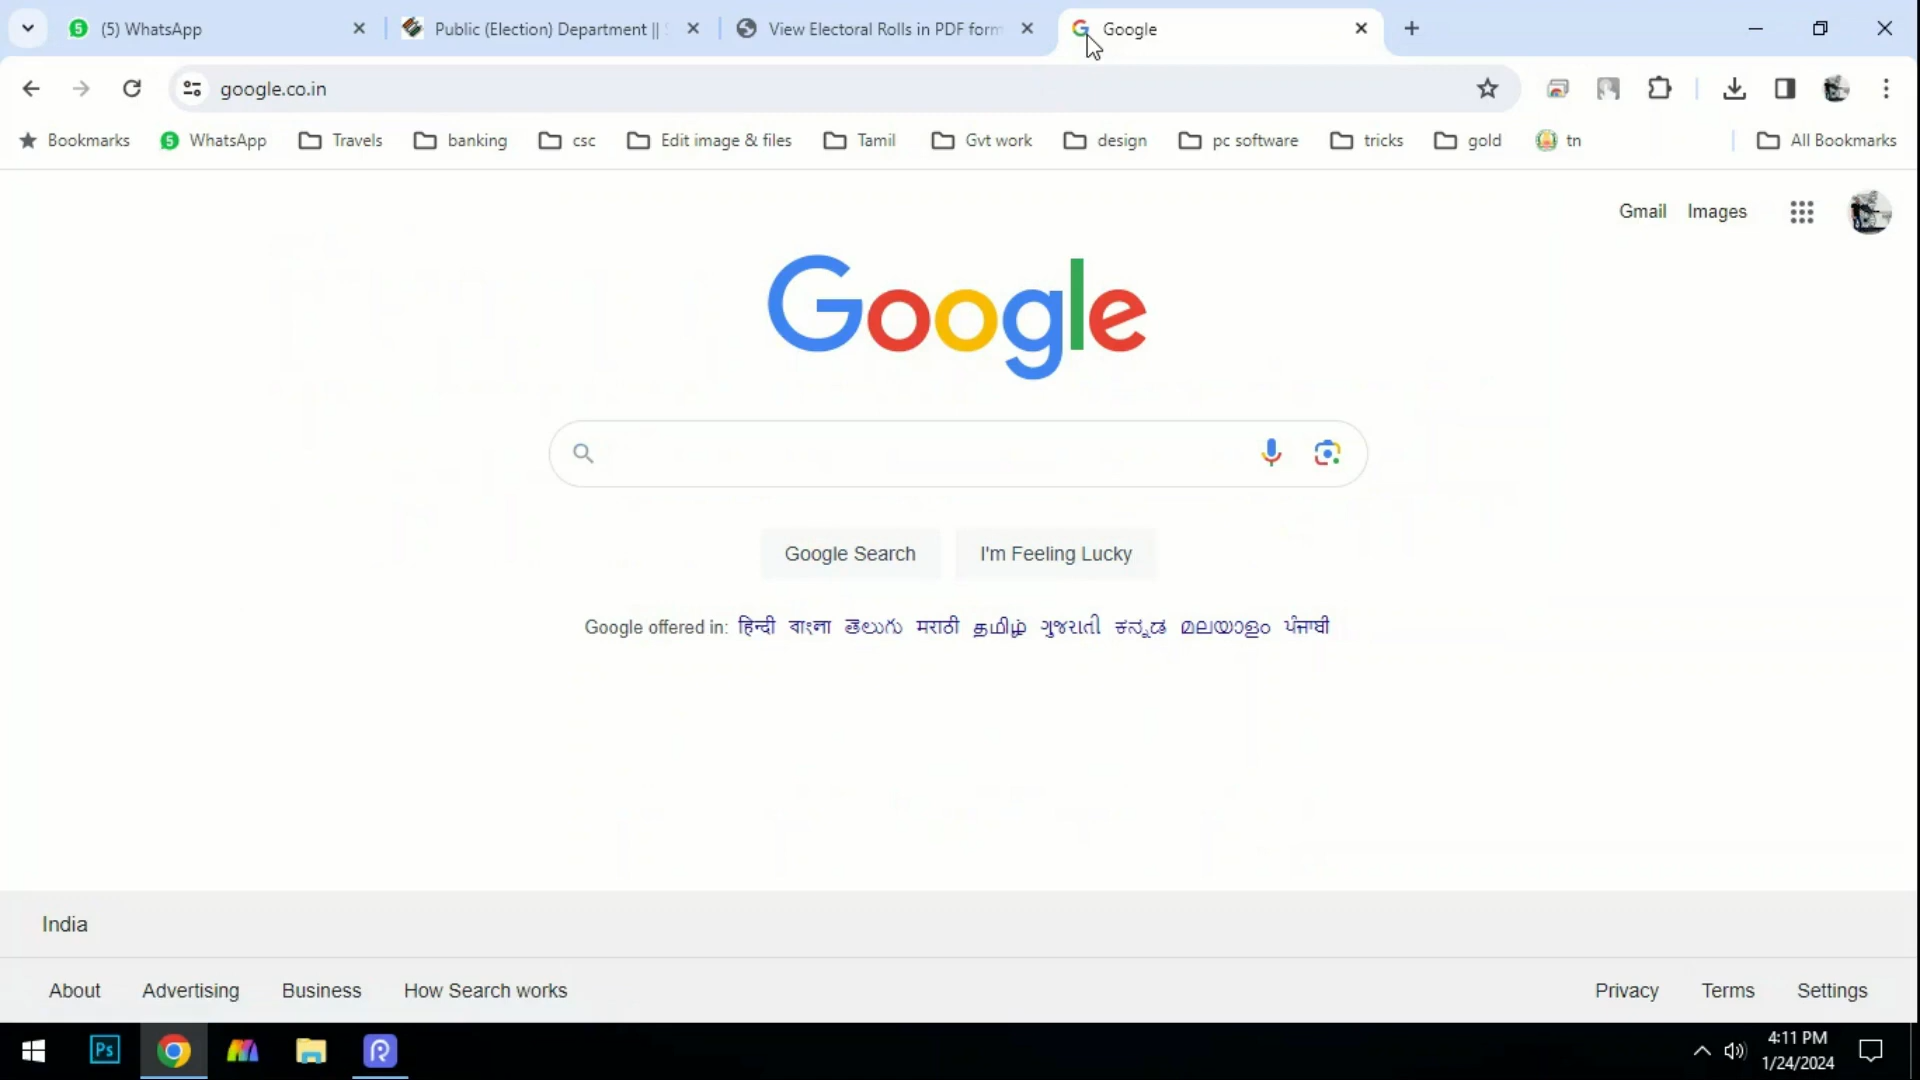 (5) WhatsApp
Public (Election) Department ||
View Electoral Rolls in PDF form
Google
google.co.in
Bookmarks
5 WhatsApp
Travels
banking
csc
Edit image & files
Tamil
Gvt work
design
pc software
tricks
gold
tn
All Bookmarks
Gmail Images
Google
Google Search
I'm Feeling Lucky
Google offered in: हिन्दी বাংলা తెలుగు मराठी தமிழ் ગુજરાતી ಕನ್ನಡ മലയാളം ਪੰਜਾਬੀ
India
About Advertising Business How Search works
Privacy Terms Settings
Ps
4:11 PM
1/24/2024